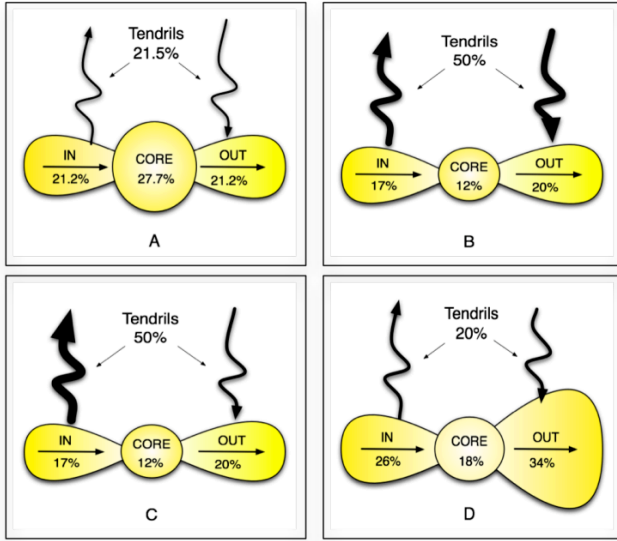 Tendrils
21.5%
IN
21.2%
CORE
27.7%
OUT
21.2%
A
Tendrils
50%
IN
17%
CORE
12%
OUT
20%
B
Tendrils
50%
IN
17%
CORE
12%
OUT
20%
C
Tendrils
20%
IN
26%
CORE
18%
OUT
34%
D